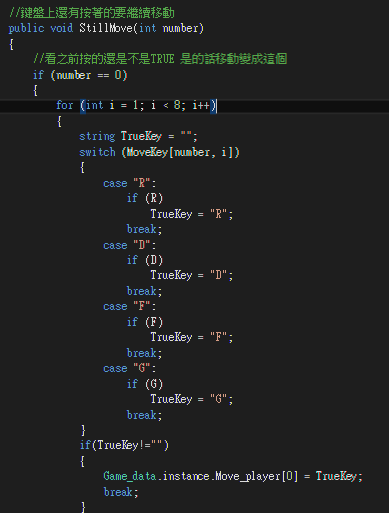 //鍵盤上還有按著的要繼續移動
public void StillMove(int number)
{
//看之前按的還是不是TRUE 是的話移動變成這個
if (number == 0)
{
for (int i = 1; i < 8; i++)
{
string TrueKey = "";
switch (MoveKey[number, i])
{
case "R":
if (R)
TrueKey = "R";
break;
case "D":
if (D)
TrueKey = "D";
break;
case "F":
if (F)
TrueKey = "F";
break;
case "G":
if (G)
TrueKey = "G";
break;
}
if(TrueKey!="")
{
Game_data.instance.Move_player[0] = TrueKey;
break;
}